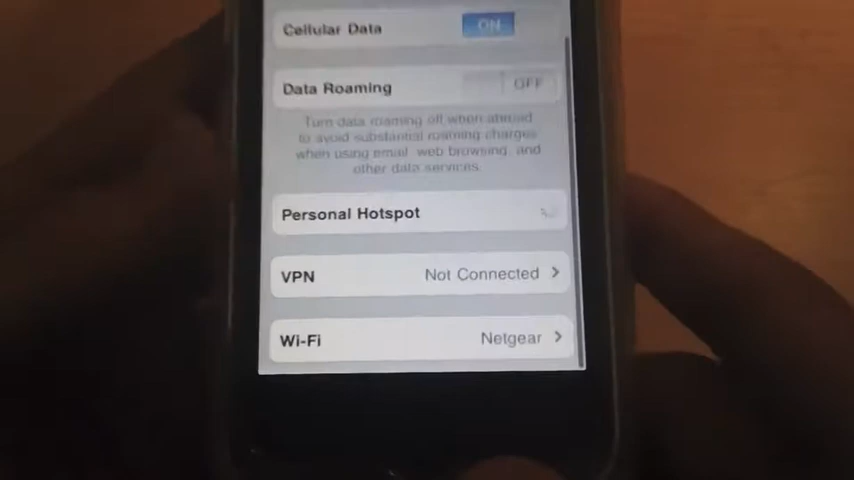 Cellular Data ON
Data Roaming OFF
Turn data roaming off when abroad
to avoid substantial roaming charges
when using email, web browsing, and
other data services.
Personal Hotspot
VPN Not Connected
Wi-Fi Netgear